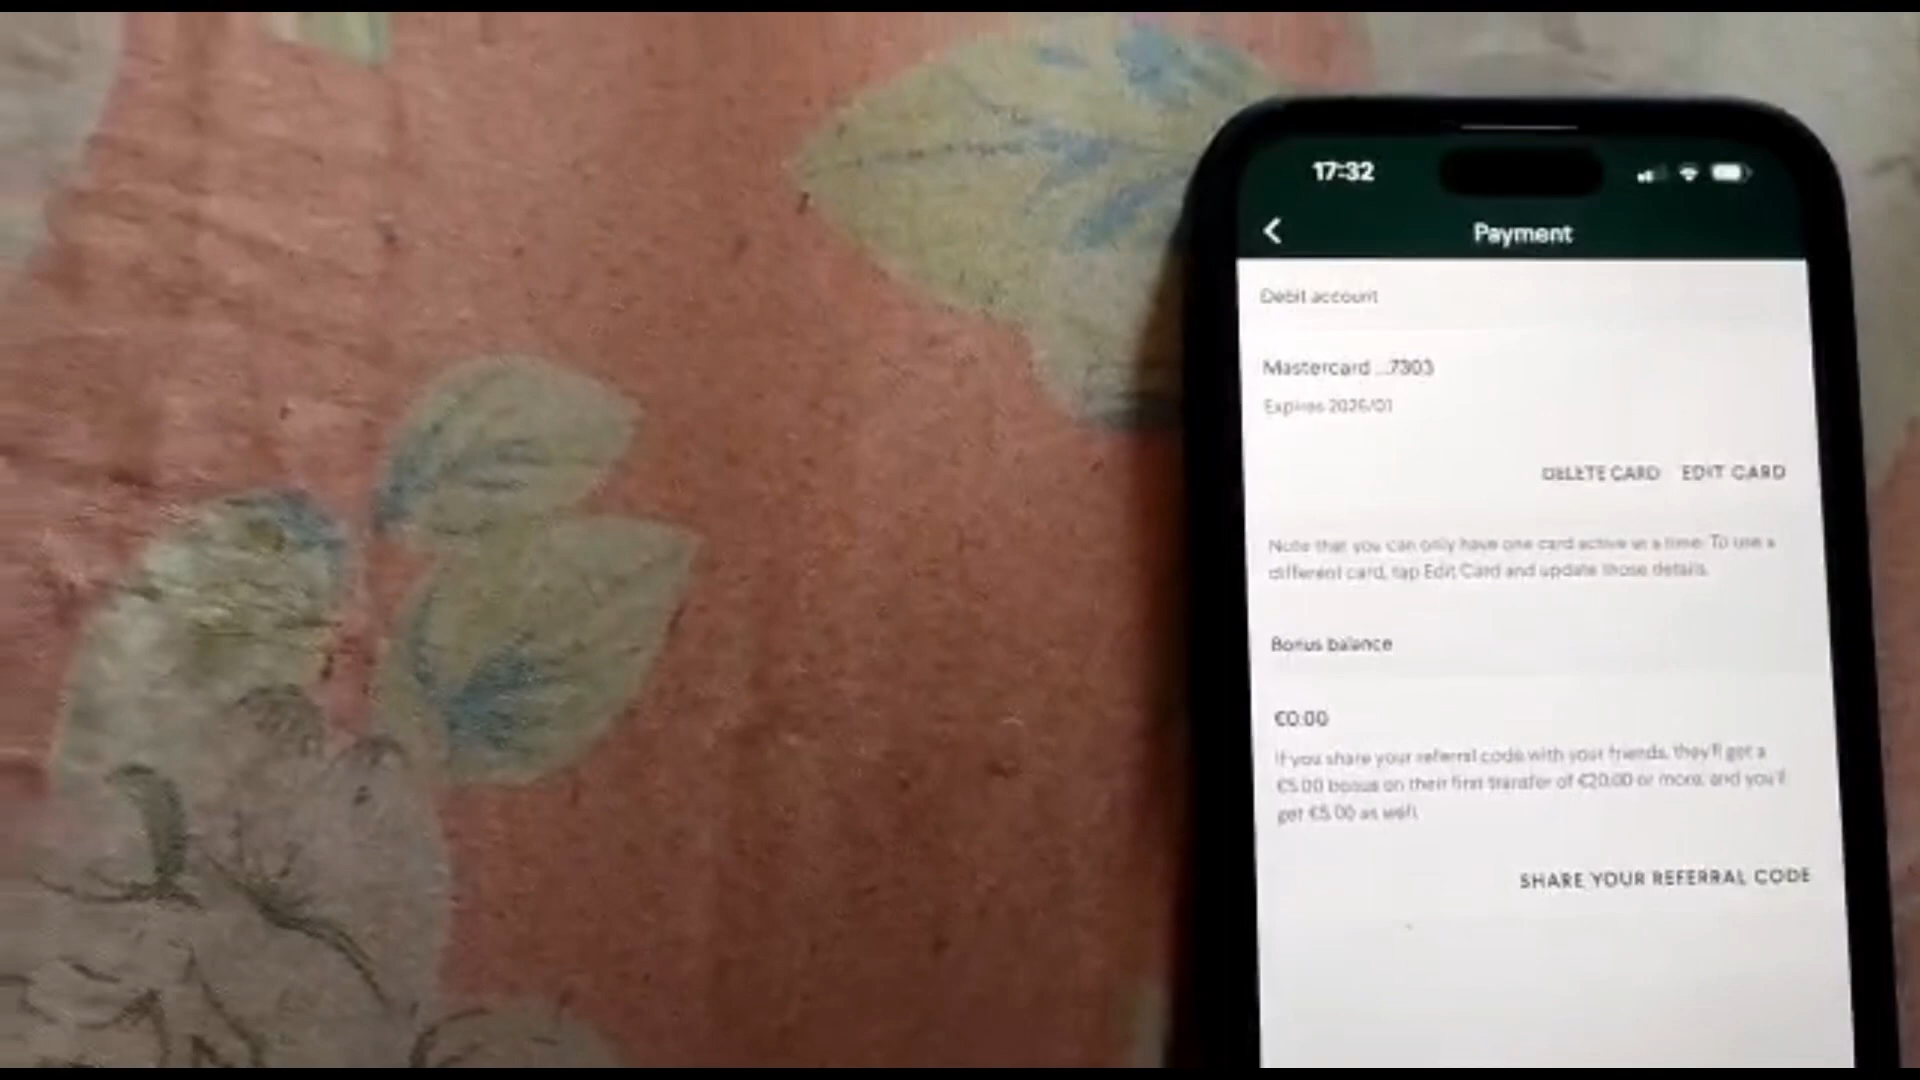 17:32
Payment
Debit account
Mastercard ...7303
Expires 2026/01
DELETE CARD EDIT CARD
Note that you can only have one card active at a time. To use a
different card, tap Edit Card and update those details.
Bonus balance
€0.00
If you share your referral code with your friends, they'll get a
€5.00 bonus on their first transfer of €20.00 or more, and you'll
get €5.00 as well.
SHARE YOUR REFERRAL CODE